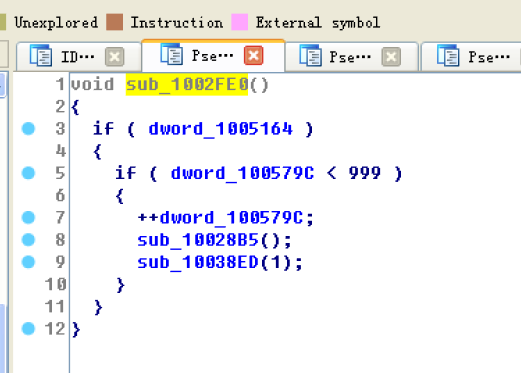 Unexplored Instruction External symbol
ID… Pse… Pse… Pse…
1 void sub_1002FE0()
2 {
3 if ( dword_1005164 )
4 {
5 if ( dword_100579C < 999 )
6 {
7 ++dword_100579C;
8 sub_10028B5();
9 sub_10038ED(1);
10 }
11 }
12 }